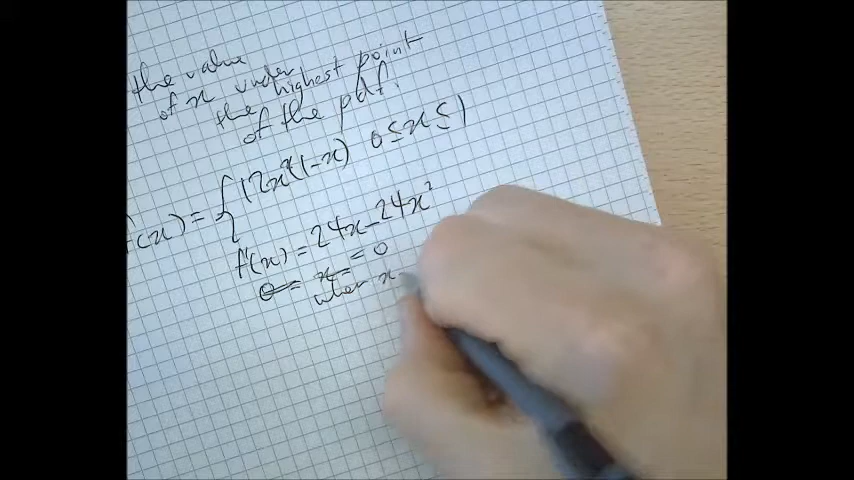 the value
of x under
the highest point
of the pdf.
f(x) = { 12x²(1-x) 0 ≤ x ≤ 1
f'(x) = 24x - 24x²
= 0
when x